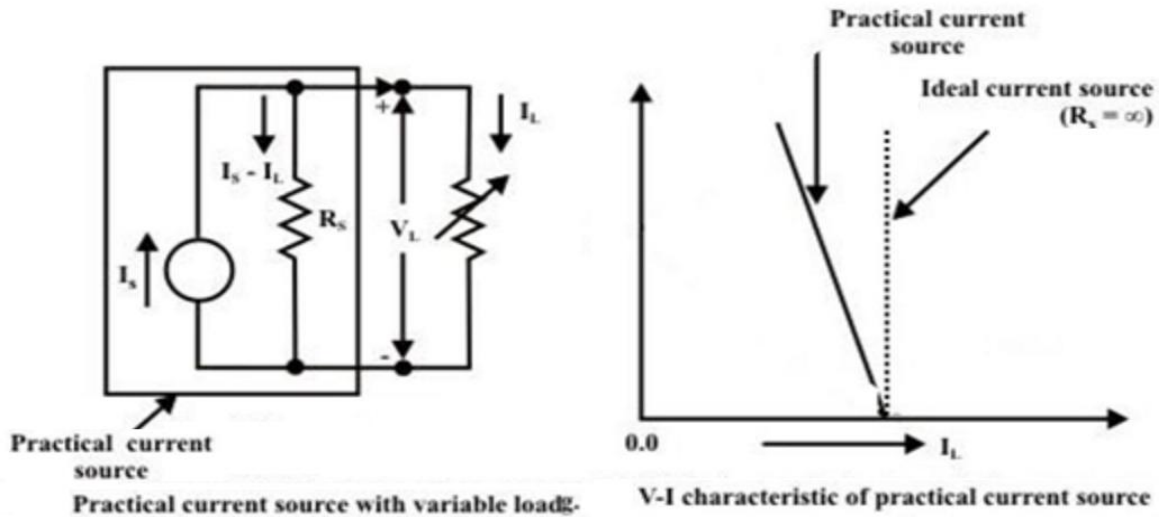 Practical current
source
Ideal current source
(Rs = ∞)
+
IL
Is - IL
Rs
VL
Is
-
Practical current
source
0.0
IL
Practical current source with variable loadg-
V-I characteristic of practical current source